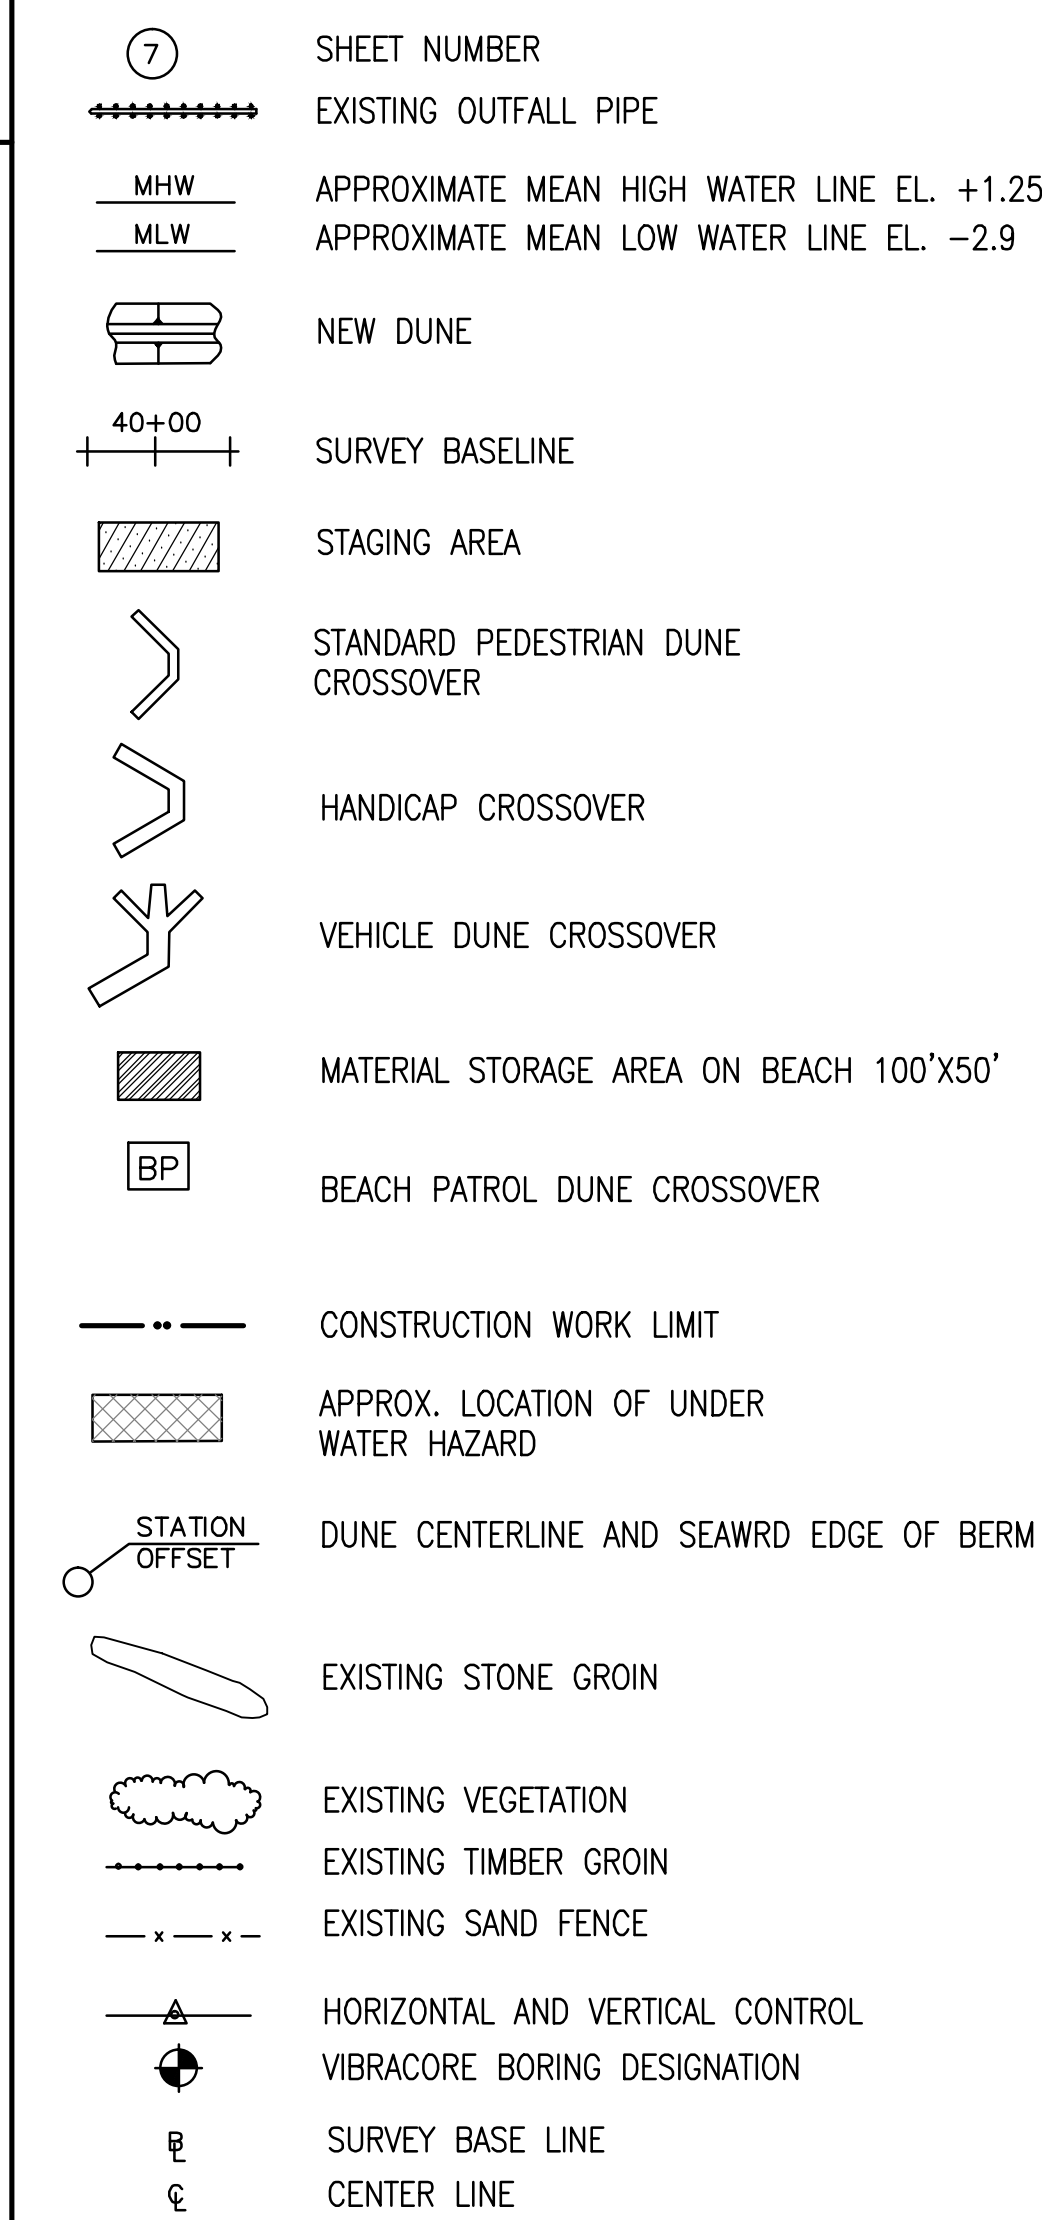 7 SHEET NUMBER
EXISTING OUTFALL PIPE
MHW APPROXIMATE MEAN HIGH WATER LINE EL. +1.25
MLW APPROXIMATE MEAN LOW WATER LINE EL. -2.9
NEW DUNE
40+00
SURVEY BASELINE
STAGING AREA
STANDARD PEDESTRIAN DUNE
CROSSOVER
HANDICAP CROSSOVER
VEHICLE DUNE CROSSOVER
MATERIAL STORAGE AREA ON BEACH 100'X50'
BP
BEACH PATROL DUNE CROSSOVER
CONSTRUCTION WORK LIMIT
APPROX. LOCATION OF UNDER
WATER HAZARD
STATION DUNE CENTERLINE AND SEAWRD EDGE OF BERM
OFFSET
EXISTING STONE GROIN
EXISTING VEGETATION
EXISTING TIMBER GROIN
EXISTING SAND FENCE
HORIZONTAL AND VERTICAL CONTROL
VIBRACORE BORING DESIGNATION
BL SURVEY BASE LINE
CL CENTER LINE